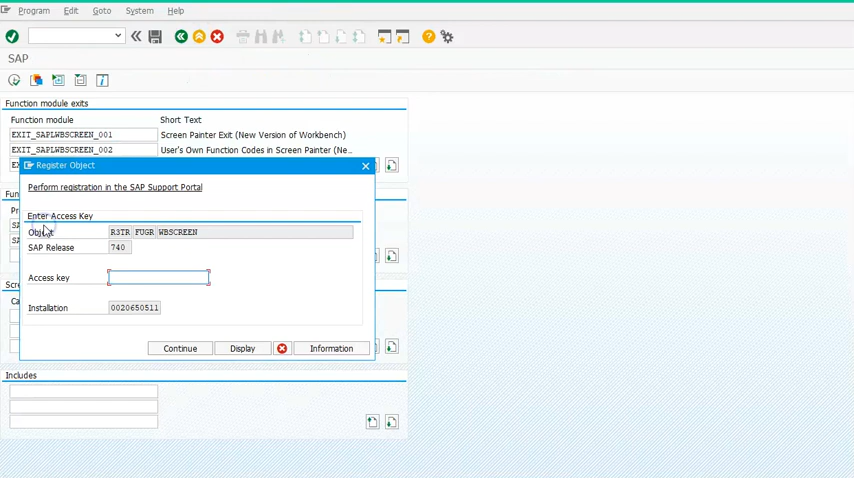 Program Edit Goto System Help
SAP
Function module exits
Function module Short Text
EXIT_SAPLWBSCREEN_001 Screen Painter Exit (New Version of Workbench)
EXIT_SAPLWBSCREEN_002 User's Own Function Codes in Screen Painter (Ne...
Register Object
Perform registration in the SAP Support Portal
Enter Access Key
Object R3TR FUGR WBSCREEN
SAP Release 740
Access key
Installation 0020650511
Continue Display Information
Includes